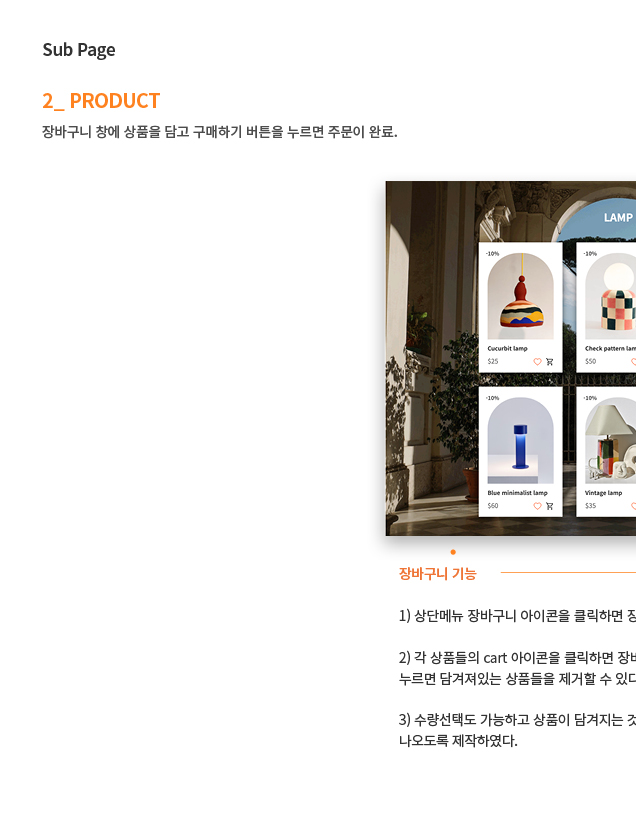 Sub Page
2_ PRODUCT
장바구니 창에 상품을 담고 구매하기 버튼을 누르면 주문이 완료.
LAMP
-10%
-10%
Cucurbit lamp
Check pattern lam
$25
$50
-10%
-10%
Blue minimalist lamp
Vintage lamp
$60
$35
장바구니 기능
1) 상단메뉴 장바구니 아이콘을 클릭하면
2) 각 상품들의 cart 아이콘을 클릭하면 장바
누르면 담겨져있는 상품들을 제거할 수 있다
3) 수량선택도 가능하고 상품이 담겨지는 것
나오도록 제작하였다.